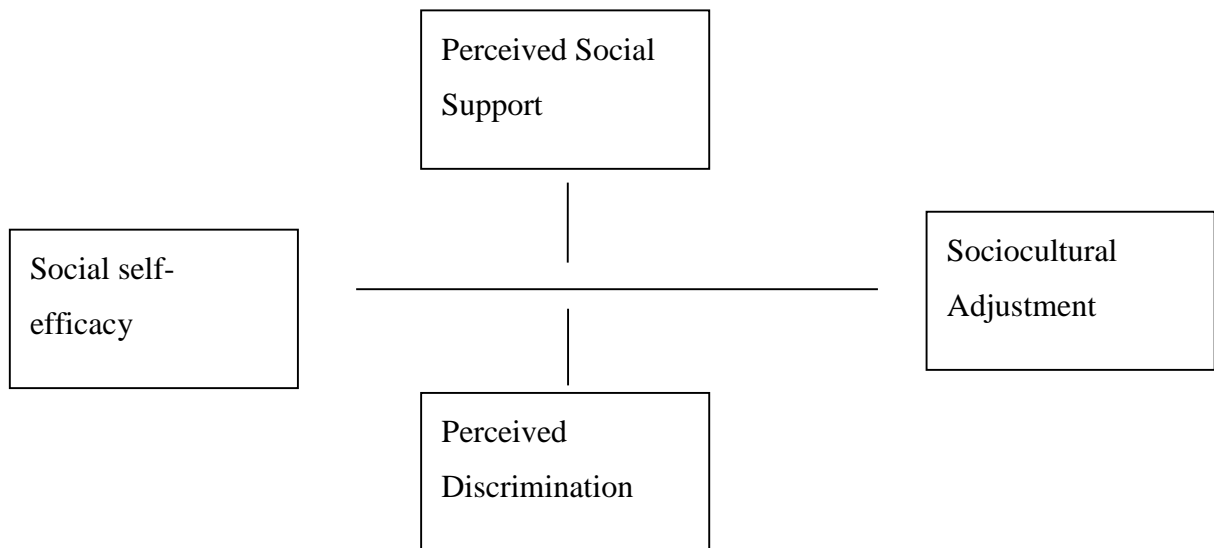 Perceived Social
Support
Social self-
efficacy
Sociocultural
Adjustment
Perceived
Discrimination